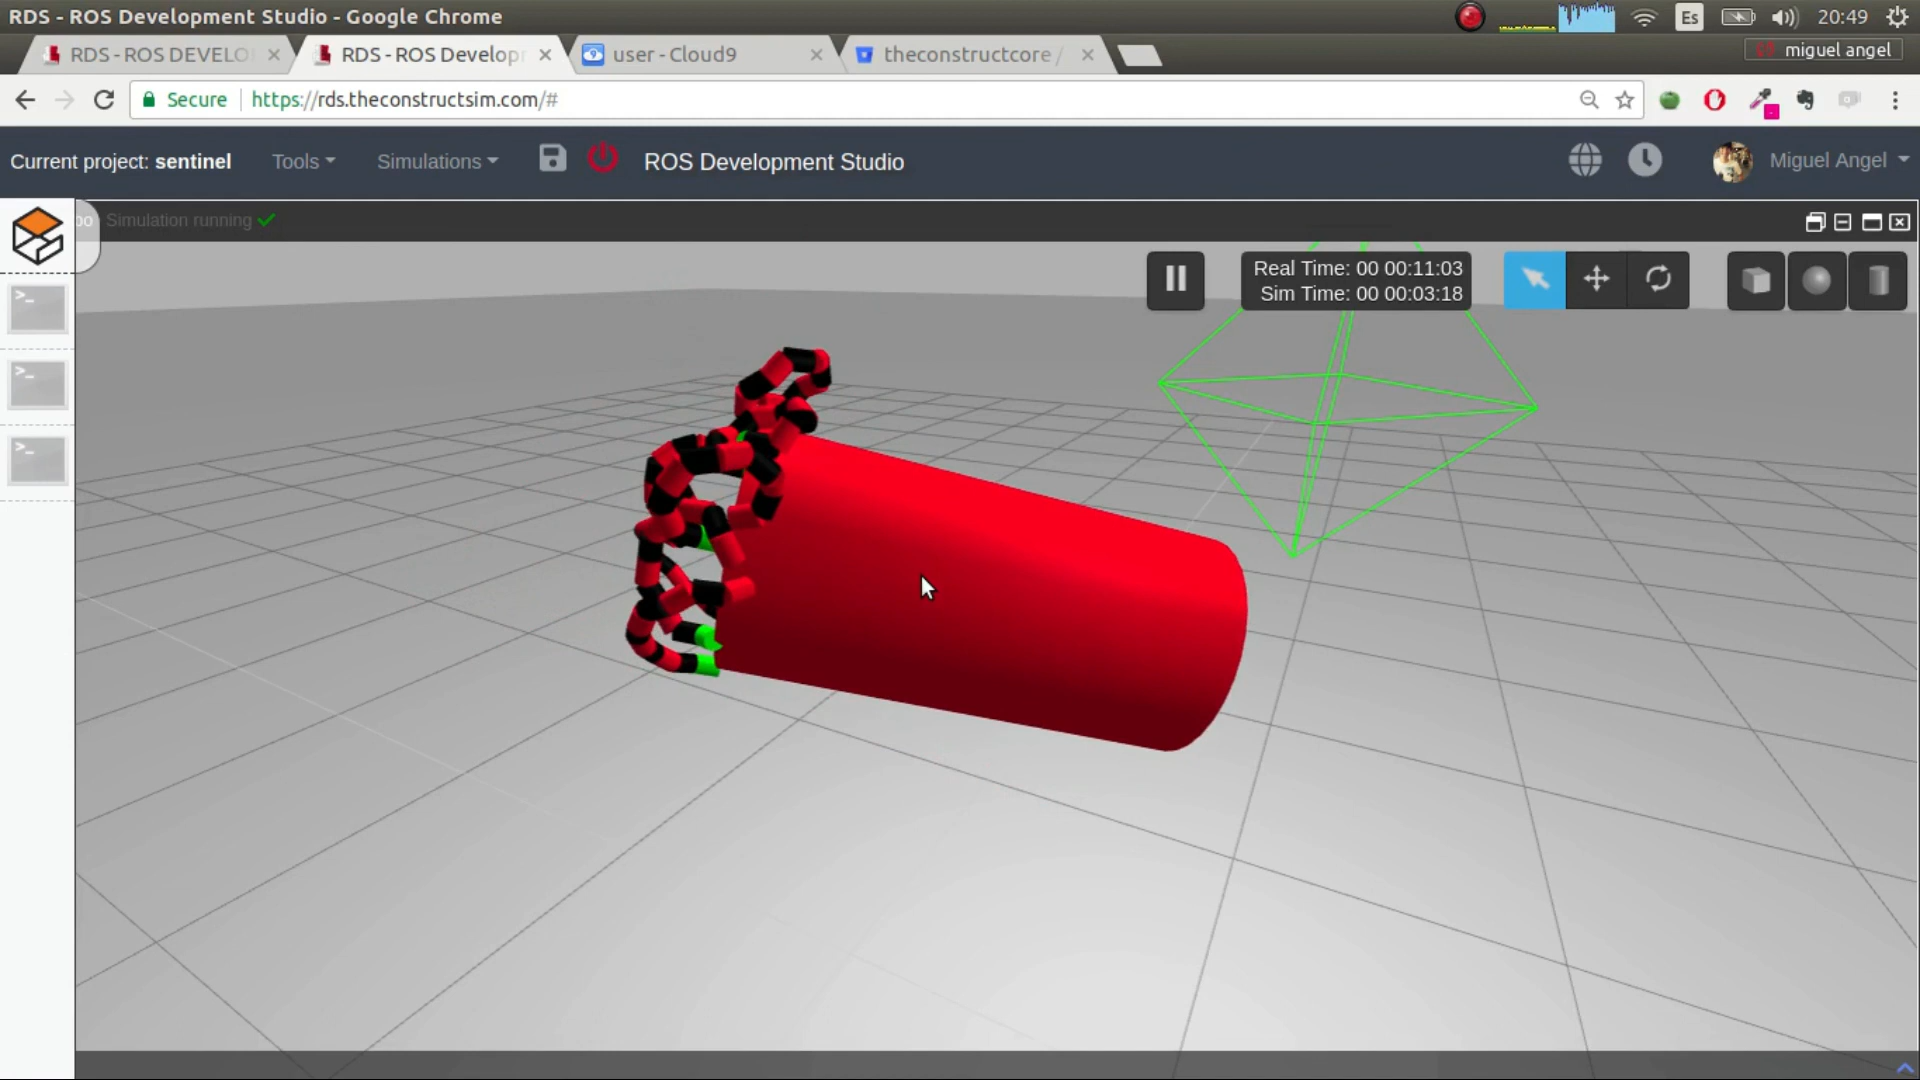 RDS - ROS Development Studio - Google Chrome
Es
20:49
RDS - ROS DEVELO
RDS - ROS Develop
user - Cloud9
theconstructcore /
miguel angel
Secure
https://rds.theconstructsim.com/#
Current project: sentinel
Tools
Simulations
ROS Development Studio
Miguel Angel
bo
Simulation running
Real Time: 00 00:11:03
Sim Time: 00 00:03:18
>_
>_
>_